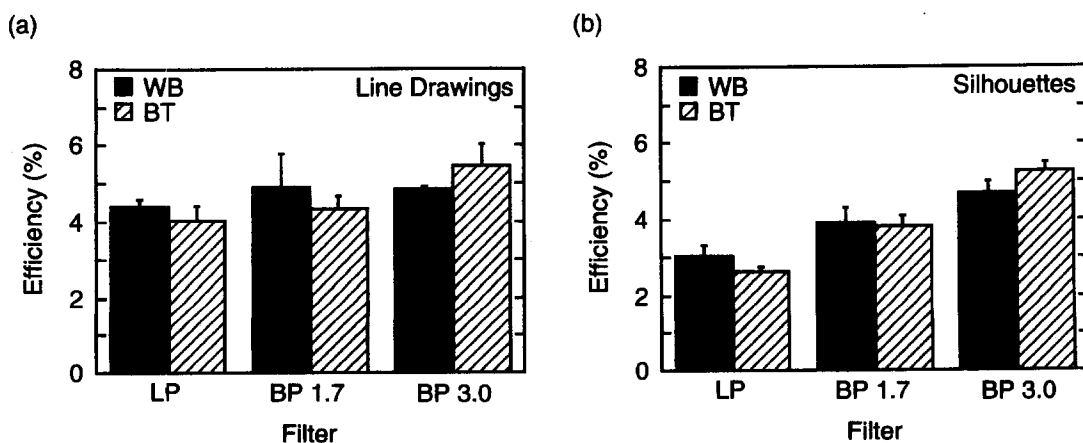 (a)
8
6
4
2
0
Efficiency (%)
WB
BT
Line Drawings
LP BP 1.7 BP 3.0
Filter
(b)
8
6
4
2
0
Efficiency (%)
WB
BT
Silhouettes
LP BP 1.7 BP 3.0
Filter